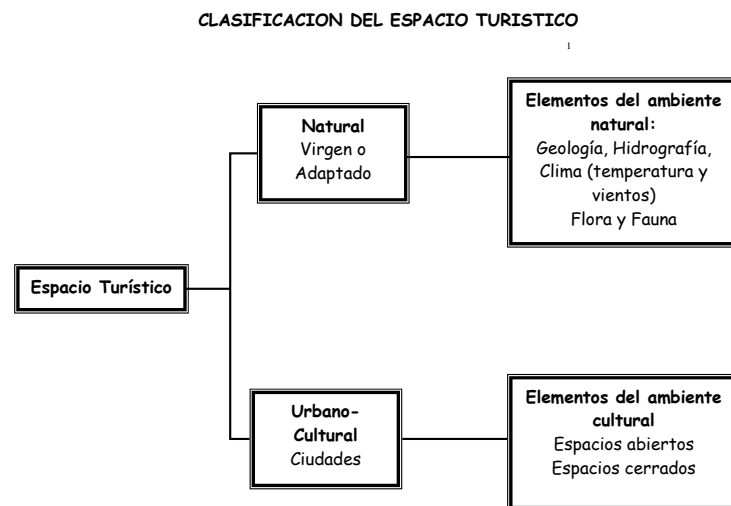 CLASIFICACION DEL ESPACIO TURISTICO
1
Natural
Virgen o
Adaptado
Elementos del ambiente
natural:
Geología, Hidrografía,
Clima (temperatura y
vientos)
Flora y Fauna
Espacio Turístico
Urbano-
Cultural
Ciudades
Elementos del ambiente
cultural
Espacios abiertos
Espacios cerrados